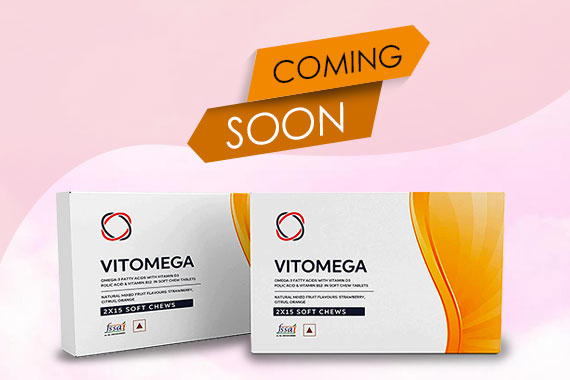 COMING
SOON
VITOMEGA
OMEGA-3 FATTY ACIDS WITH VITAMIN D3
FOLIC ACID & VITAMIN B12 IN SOFT CHEW TABLETS
NATURAL MIXED FRUIT FLAVOURS: STRAWBERRY,
CITRUS, ORANGE
2X15 SOFT CHEWS
fssai
VITOMEGA
OMEGA-3 FATTY ACIDS WITH VITAMIN D3
FOLIC ACID & VITAMIN B12 IN SOFT CHEW TABLETS
NATURAL MIXED FRUIT FLAVOURS: STRAWBERRY,
CITRUS, ORANGE
2X15 SOFT CHEWS
fssai